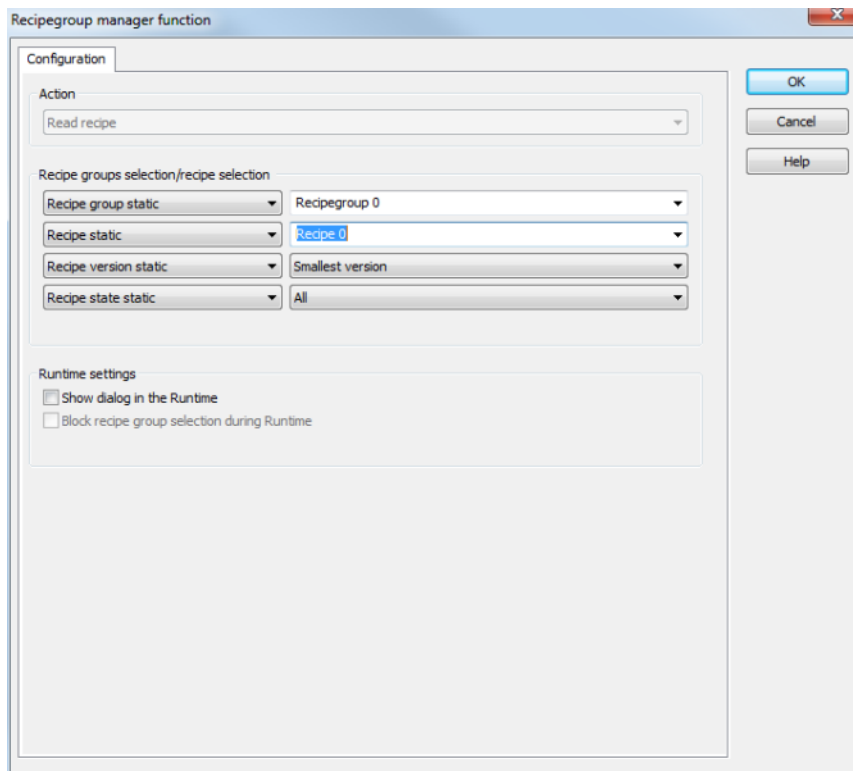 Recipegroup manager function
Configuration
Action
Read recipe
Recipe groups selection/recipe selection
Recipe group static Recipegroup 0
Recipe static Recipe 0
Recipe version static Smallest version
Recipe state static All
Runtime settings
Show dialog in the Runtime
Block recipe group selection during Runtime
OK
Cancel
Help